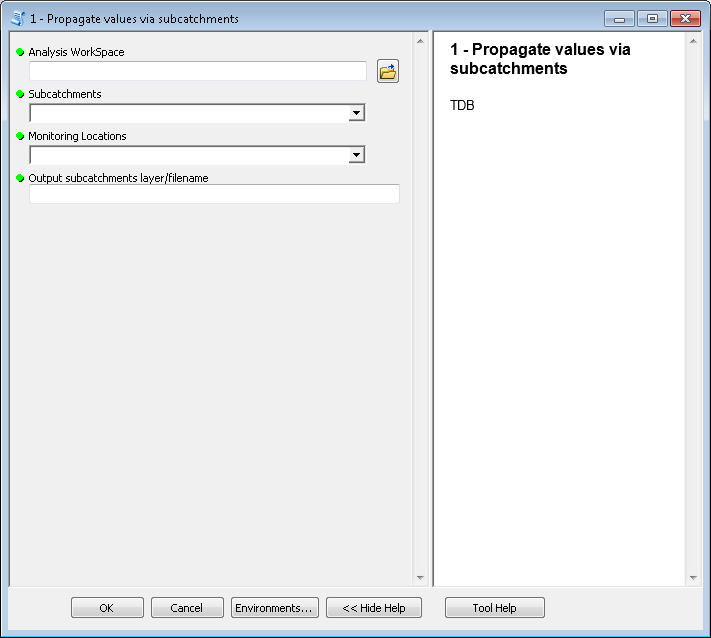 1 - Propagate values via subcatchments
Analysis WorkSpace
Subcatchments
Monitoring Locations
Output subcatchments layer/filename
1 - Propagate values via
subcatchments
TDB
OK
Cancel
Environments...
<< Hide Help
Tool Help